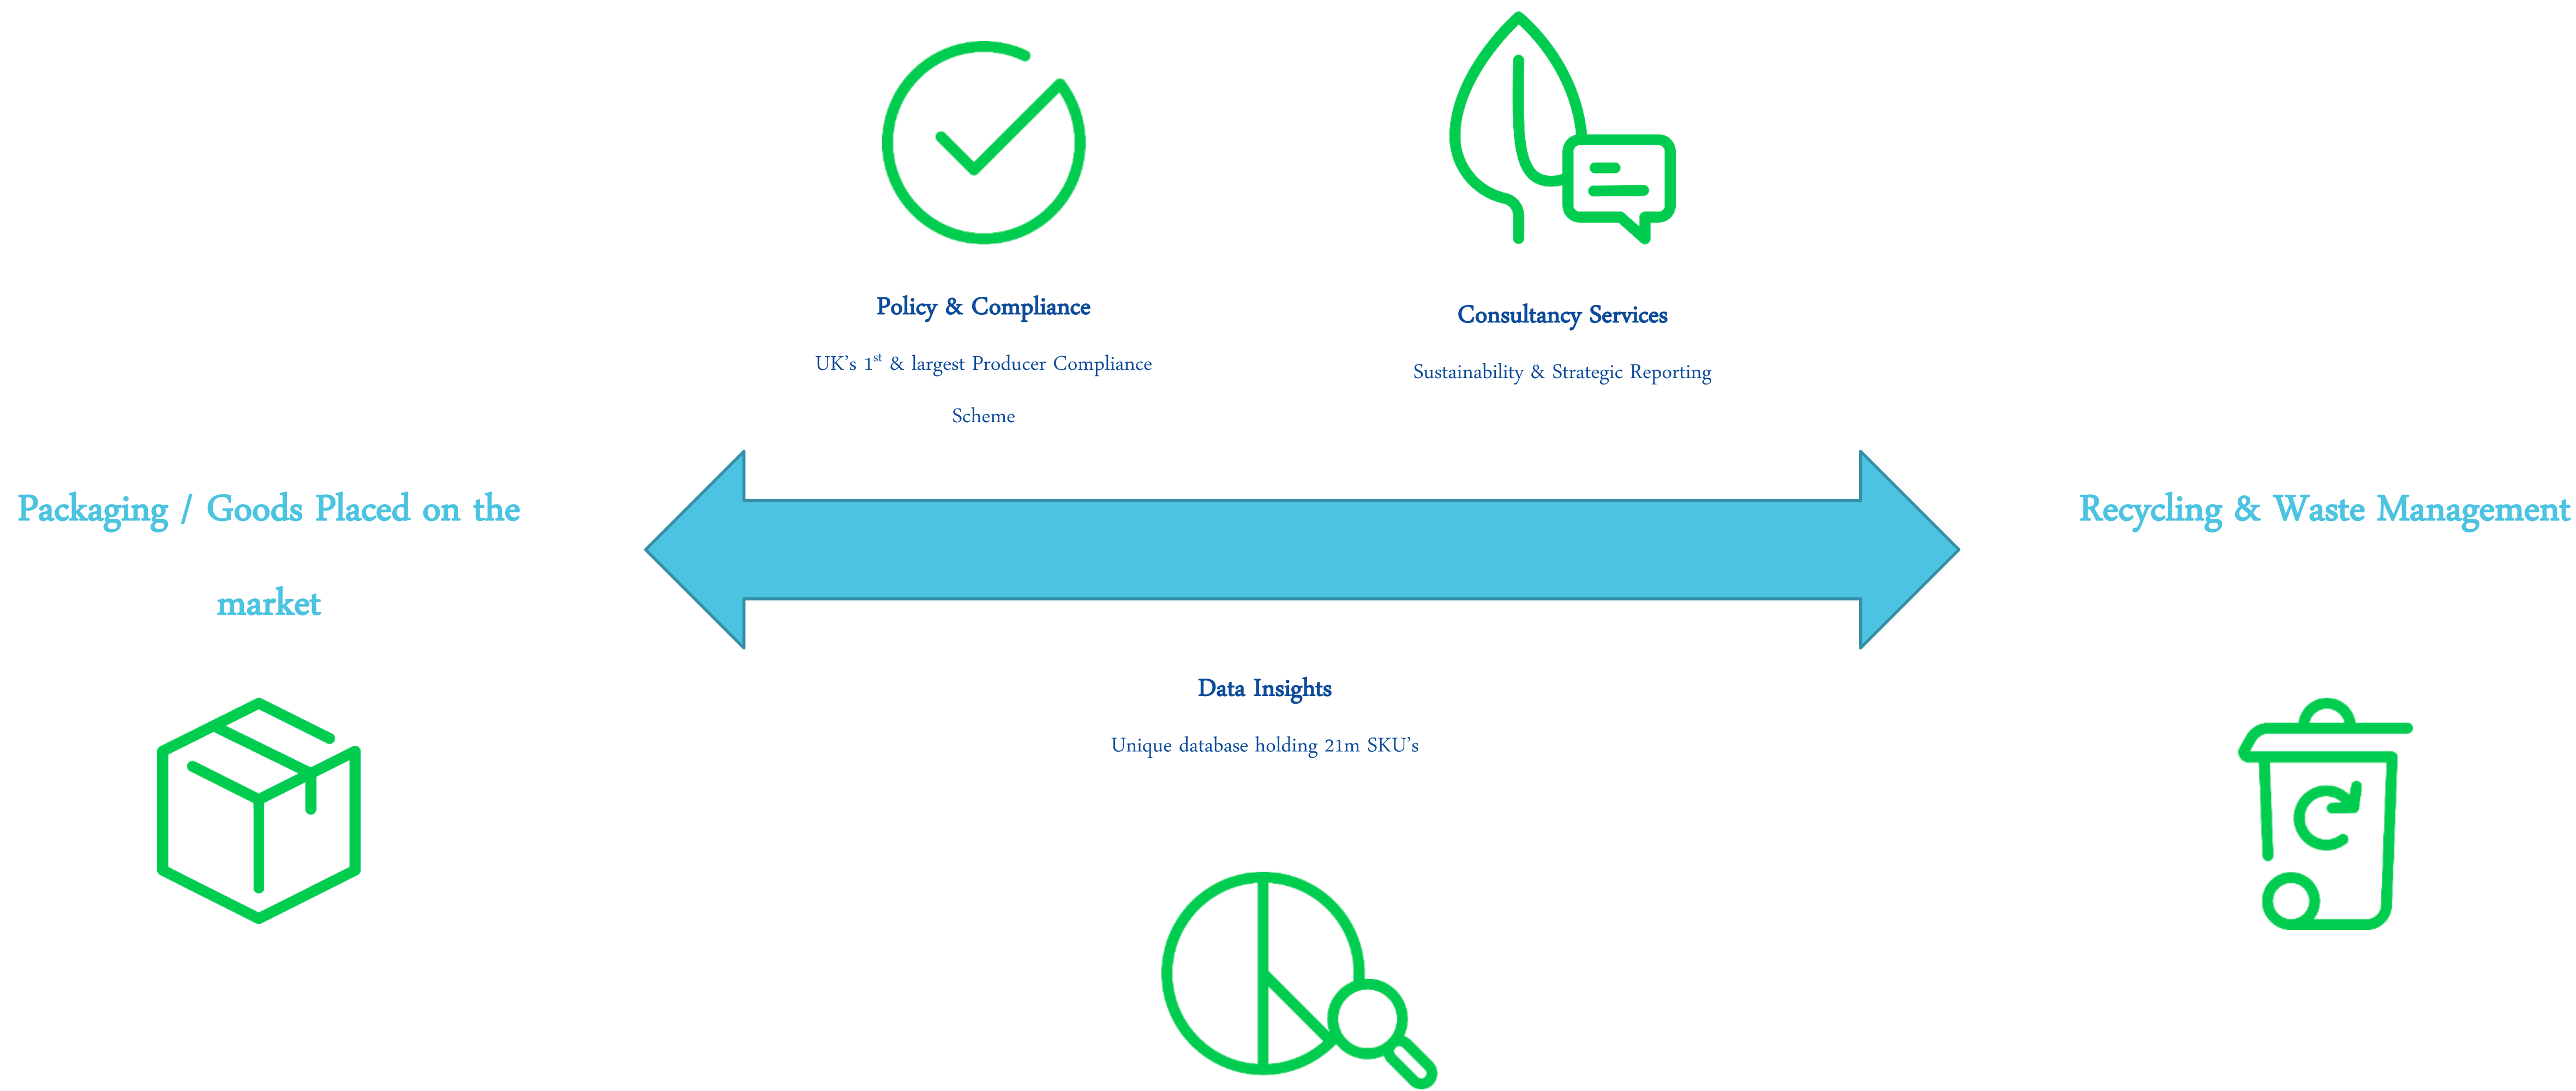 Policy & Compliance
UK’s 1st & largest Producer Compliance
Scheme
Consultancy Services
Sustainability & Strategic Reporting
Packaging / Goods Placed on the
market
Recycling & Waste Management
Data Insights
Unique database holding 21m SKU’s